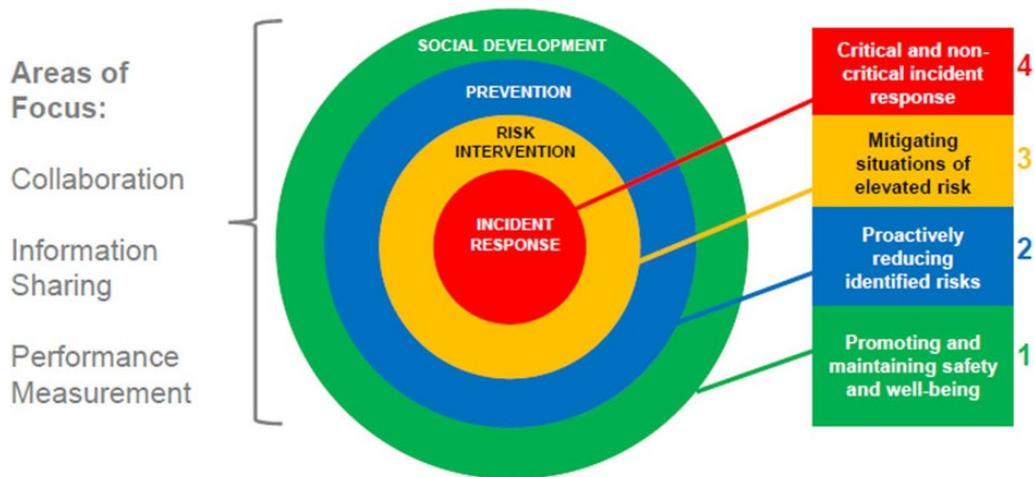 Areas of
Focus:
Collaboration
Information
Sharing
Performance
Measurement
SOCIAL DEVELOPMENT
PREVENTION
RISK
INTERVENTION
INCIDENT
RESPONSE
Critical and non-
critical incident
response
4
Mitigating
situations of
elevated risk
3
Proactively
reducing
identified risks
2
Promoting and
maintaining safety
and well-being
1